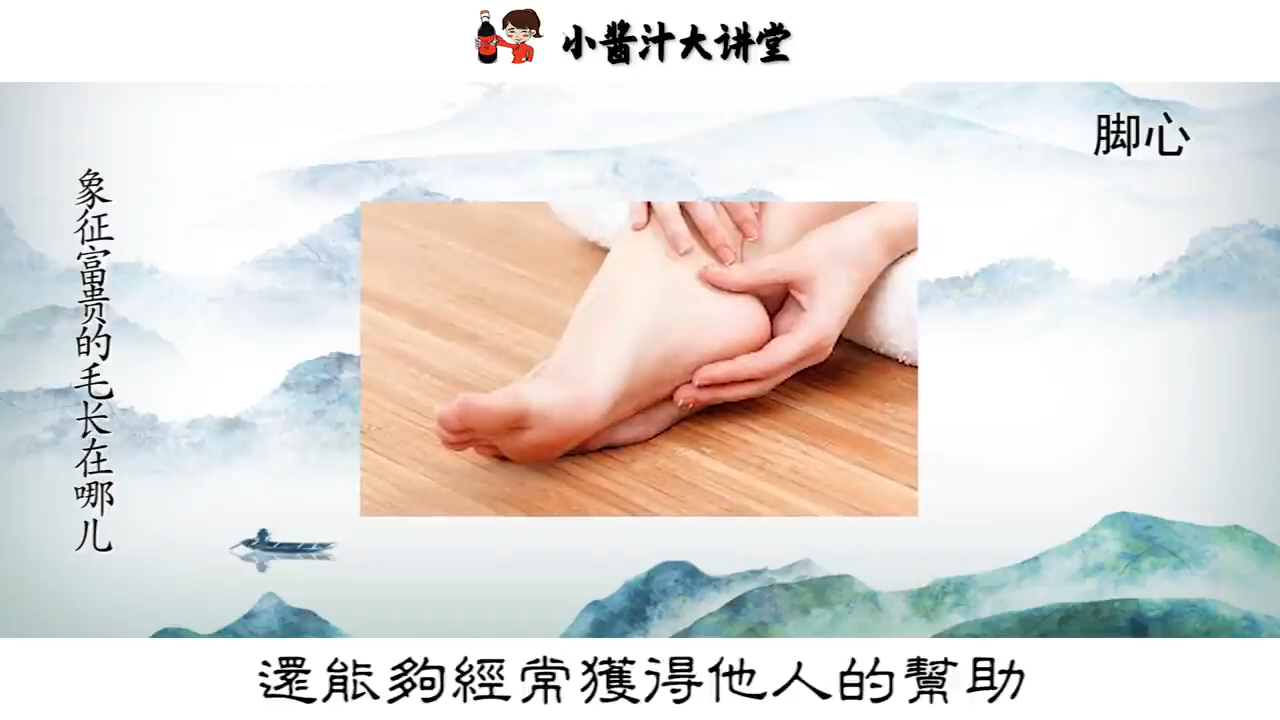 小酱汁大讲堂
脚心
象征富贵的毛长在哪儿
還能夠經常獲得他人的幫助